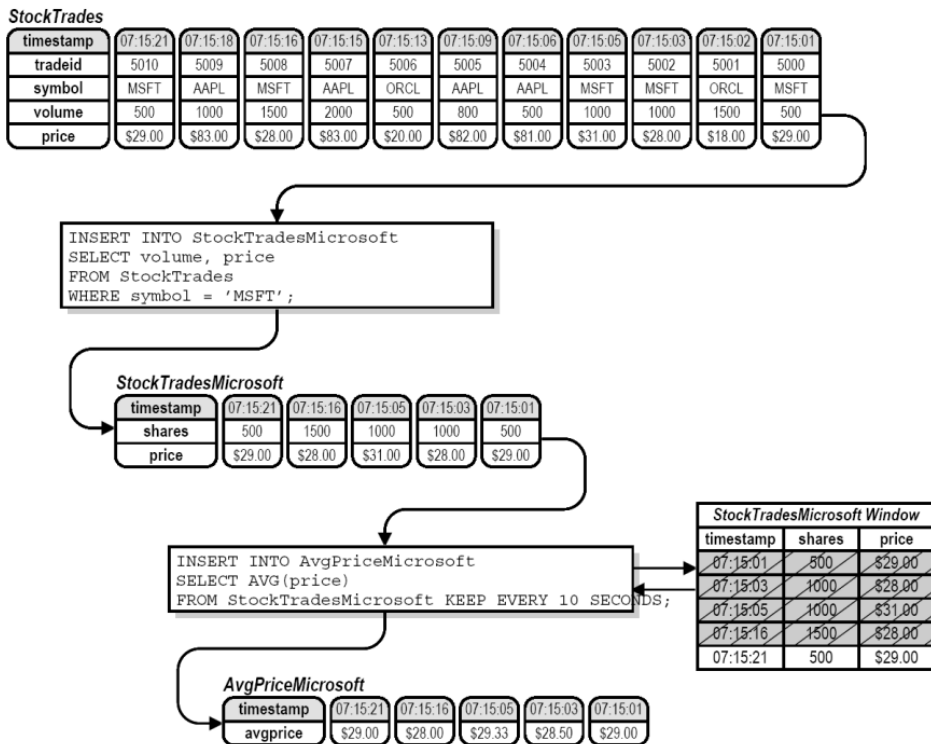 StockTrades
timestamp 07:15:21 07:15:18 07:15:16 07:15:15 07:15:13 07:15:09 07:15:06 07:15:05 07:15:03 07:15:02 07:15:01
tradeid 5010 5009 5008 5007 5006 5005 5004 5003 5002 5001 5000
symbol MSFT AAPL MSFT AAPL ORCL AAPL AAPL MSFT MSFT ORCL MSFT
volume 500 1000 1500 2000 500 800 500 1000 1000 1500 500
price $29.00 $83.00 $28.00 $83.00 $20.00 $82.00 $81.00 $31.00 $28.00 $18.00 $29.00
INSERT INTO StockTradesMicrosoft
SELECT volume, price
FROM StockTrades
WHERE symbol = ‘MSFT’;
StockTradesMicrosoft
timestamp 07:15:21 07:15:16 07:15:05 07:15:03 07:15:01
shares 500 1500 1000 1000 500
price $29.00 $28.00 $31.00 $28.00 $29.00
INSERT INTO AvgPriceMicrosoft
SELECT AVG(price)
FROM StockTradesMicrosoft KEEP EVERY 10 SECONDS;
StockTradesMicrosoft Window
timestamp shares price
07:15:01 500 $29.00
07:15:03 1000 $28.00
07:15:05 1000 $31.00
07:15:16 1500 $28.00
07:15:21 500 $29.00
AvgPriceMicrosoft
timestamp 07:15:21 07:15:16 07:15:05 07:15:03 07:15:01
avgprice $29.00 $28.00 $29.33 $28.50 $29.00